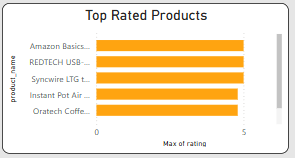 Top Rated Products
product_name
Amazon Basics...
REDTECH USB-...
Syncwire LTG t...
Instant Pot Air ...
Oratech Coffe...
0
5
Max of rating